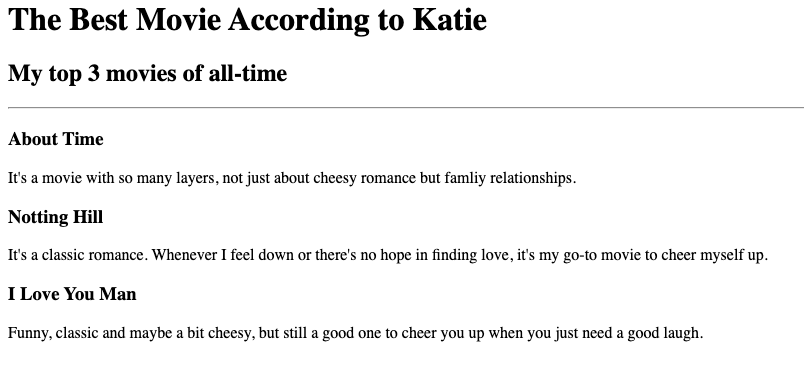 The Best Movie According to Katie
My top 3 movies of all-time
About Time
It's a movie with so many layers, not just about cheesy romance but famliy relationships.
Notting Hill
It's a classic romance. Whenever I feel down or there's no hope in finding love, it's my go-to movie to cheer myself up.
I Love You Man
Funny, classic and maybe a bit cheesy, but still a good one to cheer you up when you just need a good laugh.